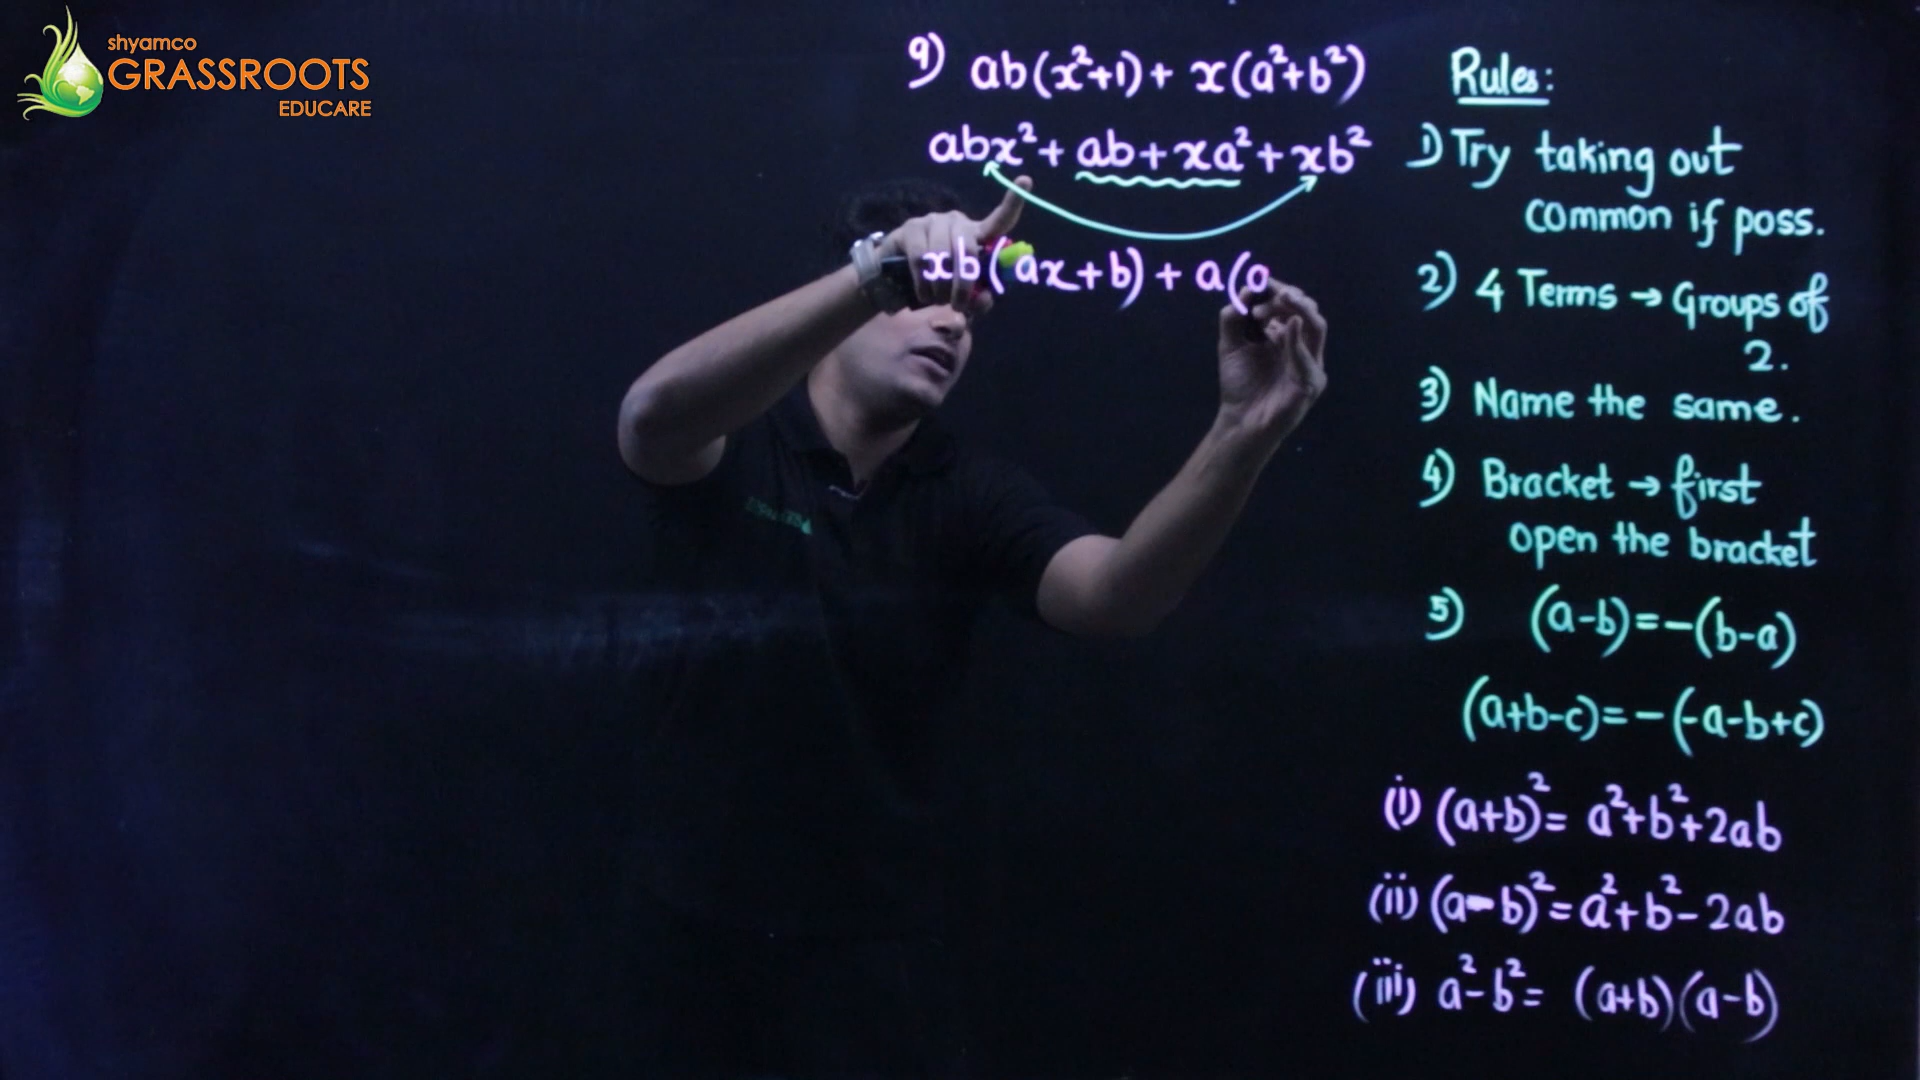 shyamco
GRASSROOTS
EDUCARE
9) ab(x²+1) + x(a²+b²)
abx² + ab + xa² + xb²
xb(ax+b) + a(a
Rules:
1) Try taking out
common if poss.
2) 4 Terms → Groups of
2.
3) Name the same.
4) Bracket → first
open the bracket
5) (a-b) = -(b-a)
(a+b-c) = -(-a-b+c)
(i) (a+b)² = a²+b²+2ab
(ii) (a-b)² = a²+b²-2ab
(iii) a²-b² = (a+b)(a-b)